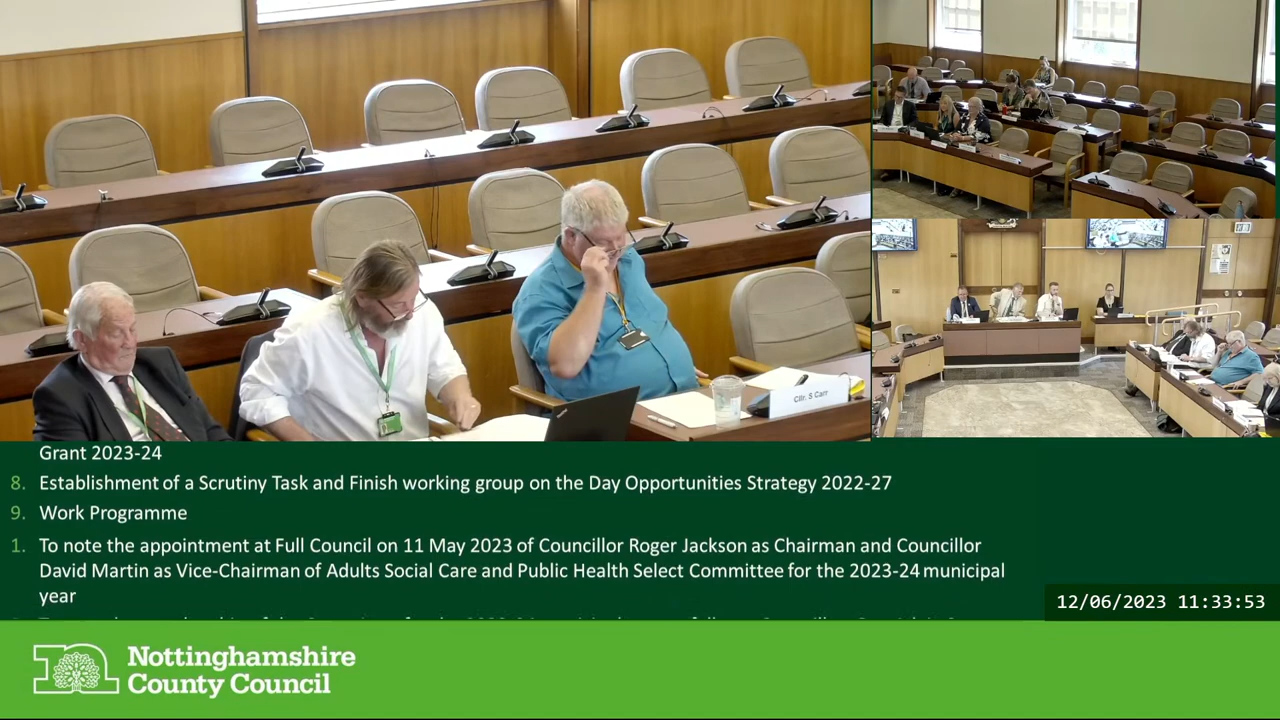 Cllr. S Carr
Grant 2023-24
8. Establishment of a Scrutiny Task and Finish working group on the Day Opportunities Strategy 2022-27
9. Work Programme
1. To note the appointment at Full Council on 11 May 2023 of Councillor Roger Jackson as Chairman and Councillor
David Martin as Vice-Chairman of Adults Social Care and Public Health Select Committee for the 2023-24 municipal
year
12/06/2023 11:33:53
Nottinghamshire
County Council